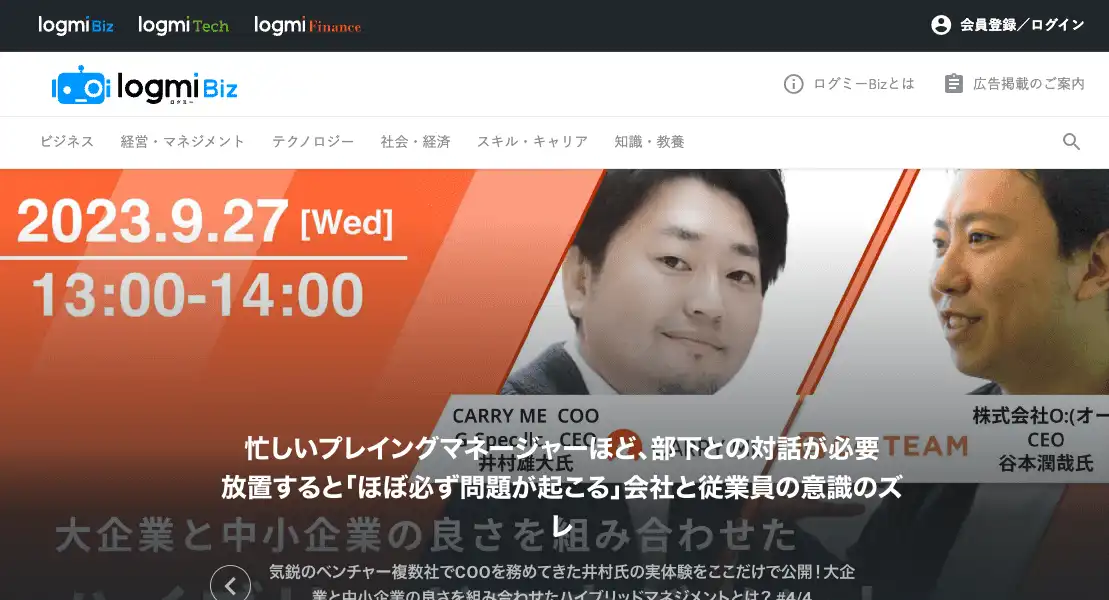 logmi Biz logmi Tech logmi Finance 会員登録／ログイン
logmi Biz ログミーBizとは 広告掲載のご案内
ログミー
ビジネス 経営・マネジメント テクノロジー 社会・経済 スキル・キャリア 知識・教養
2023.9.27 [Wed]
13:00-14:00
CARRY ME COO
井村雄大氏
株式会社O:(オー
CEO
谷本潤哉氏
TEAM
忙しいプレイングマネージャーほど、部下との対話が必要
放置すると「ほぼ必ず問題が起こる」会社と従業員の意識のズ
レ
大企業と中小企業の良さを組み合わせた
気鋭のベンチャー複数社でCOOを務めてきた井村氏の実体験をここだけで公開！大企
業と中小企業の良さを組み合わせたハイブリッドマネジメントとは？ #4/4